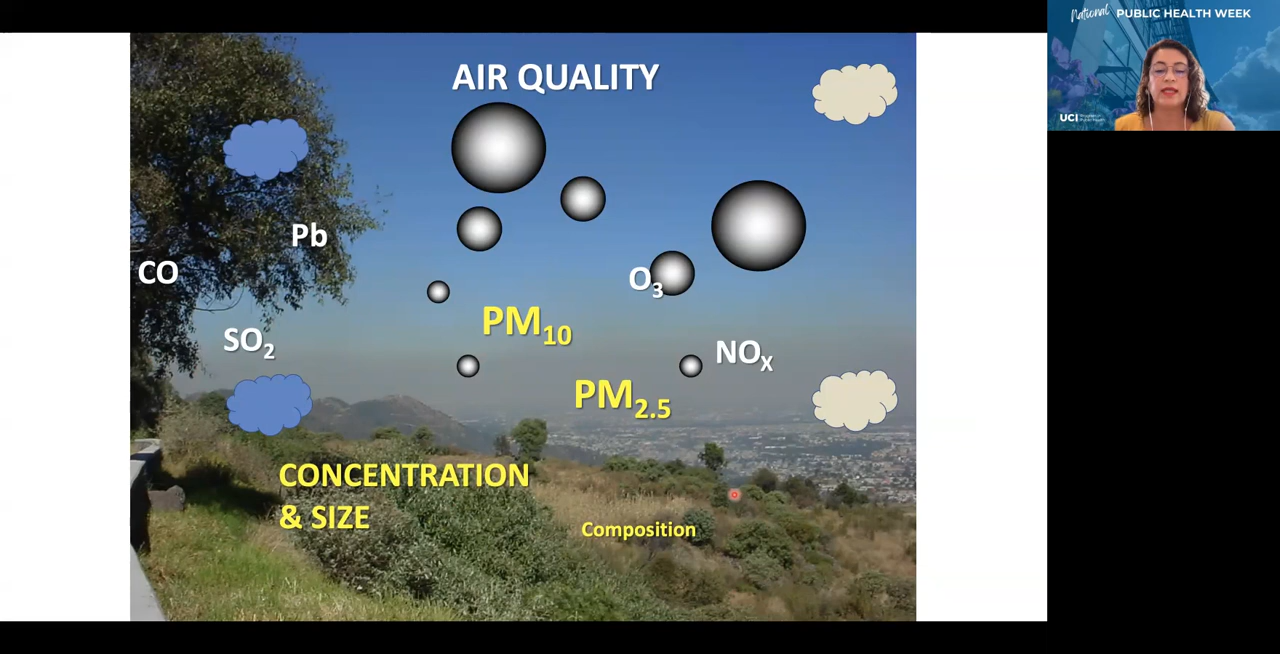 National PUBLIC HEALTH WEEK
UCI
AIR QUALITY
Pb
CO
O₃
PM₁₀
SO₂
NOₓ
PM₂.₅
CONCENTRATION
& SIZE
Composition